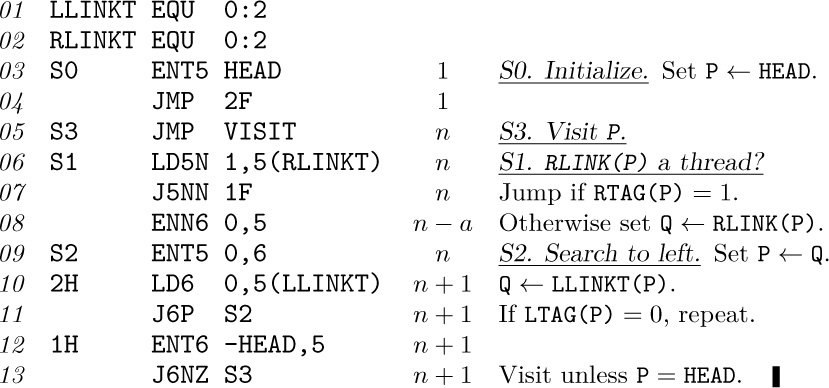 01 LLINKT EQU 0:2
02 RLINKT EQU 0:2
03 S0 ENT5 HEAD 1 S0. Initialize. Set P ← HEAD.
04 JMP 2F 1
05 S3 JMP VISIT n S3. Visit P.
06 S1 LD5N 1,5(RLINKT) n S1. RLINK(P) a thread?
07 J5NN 1F n Jump if RTAG(P) = 1.
08 ENN6 0,5 n − a Otherwise set Q ← RLINK(P).
09 S2 ENT5 0,6 n S2. Search to left. Set P ← Q.
10 2H LD6 0,5(LLINKT) n + 1 Q ← LLINKT(P).
11 J6P S2 n + 1 If LTAG(P) = 0, repeat.
12 1H ENT6 -HEAD,5 n + 1
13 J6NZ S3 n + 1 Visit unless P = HEAD. ▌